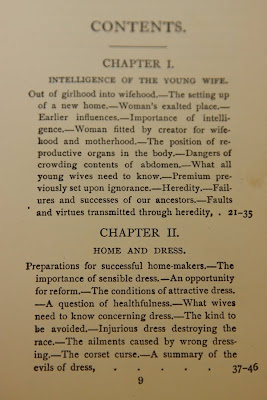 CONTENTS.
CHAPTER I.
INTELLIGENCE OF THE YOUNG WIFE.
Out of girlhood into wifehood.—The setting up
of a new home.—Woman's exalted place.—
Earlier influences.—Importance of intelli-
gence.—Woman fitted by creator for wife-
hood and motherhood.—The position of re-
productive organs in the body.—Dangers of
crowding contents of abdomen.—What all
young wives need to know.—Premium pre-
viously set upon ignorance.—Heredity.—Fail-
ures and successes of our ancestors.—Faults
and virtues transmitted through heredity, . 21-35
CHAPTER II.
HOME AND DRESS.
Preparations for successful home-makers.—The
importance of sensible dress.—An opportunity
for reform.—The conditions of attractive dress.
—A question of healthfulness.—What wives
need to know concerning dress.—The kind to
be avoided.—Injurious dress destroying the
race.—The ailments caused by wrong dress-
ing.—The corset curse.—A summary of the
evils of dress, . . . . . 37-46
9